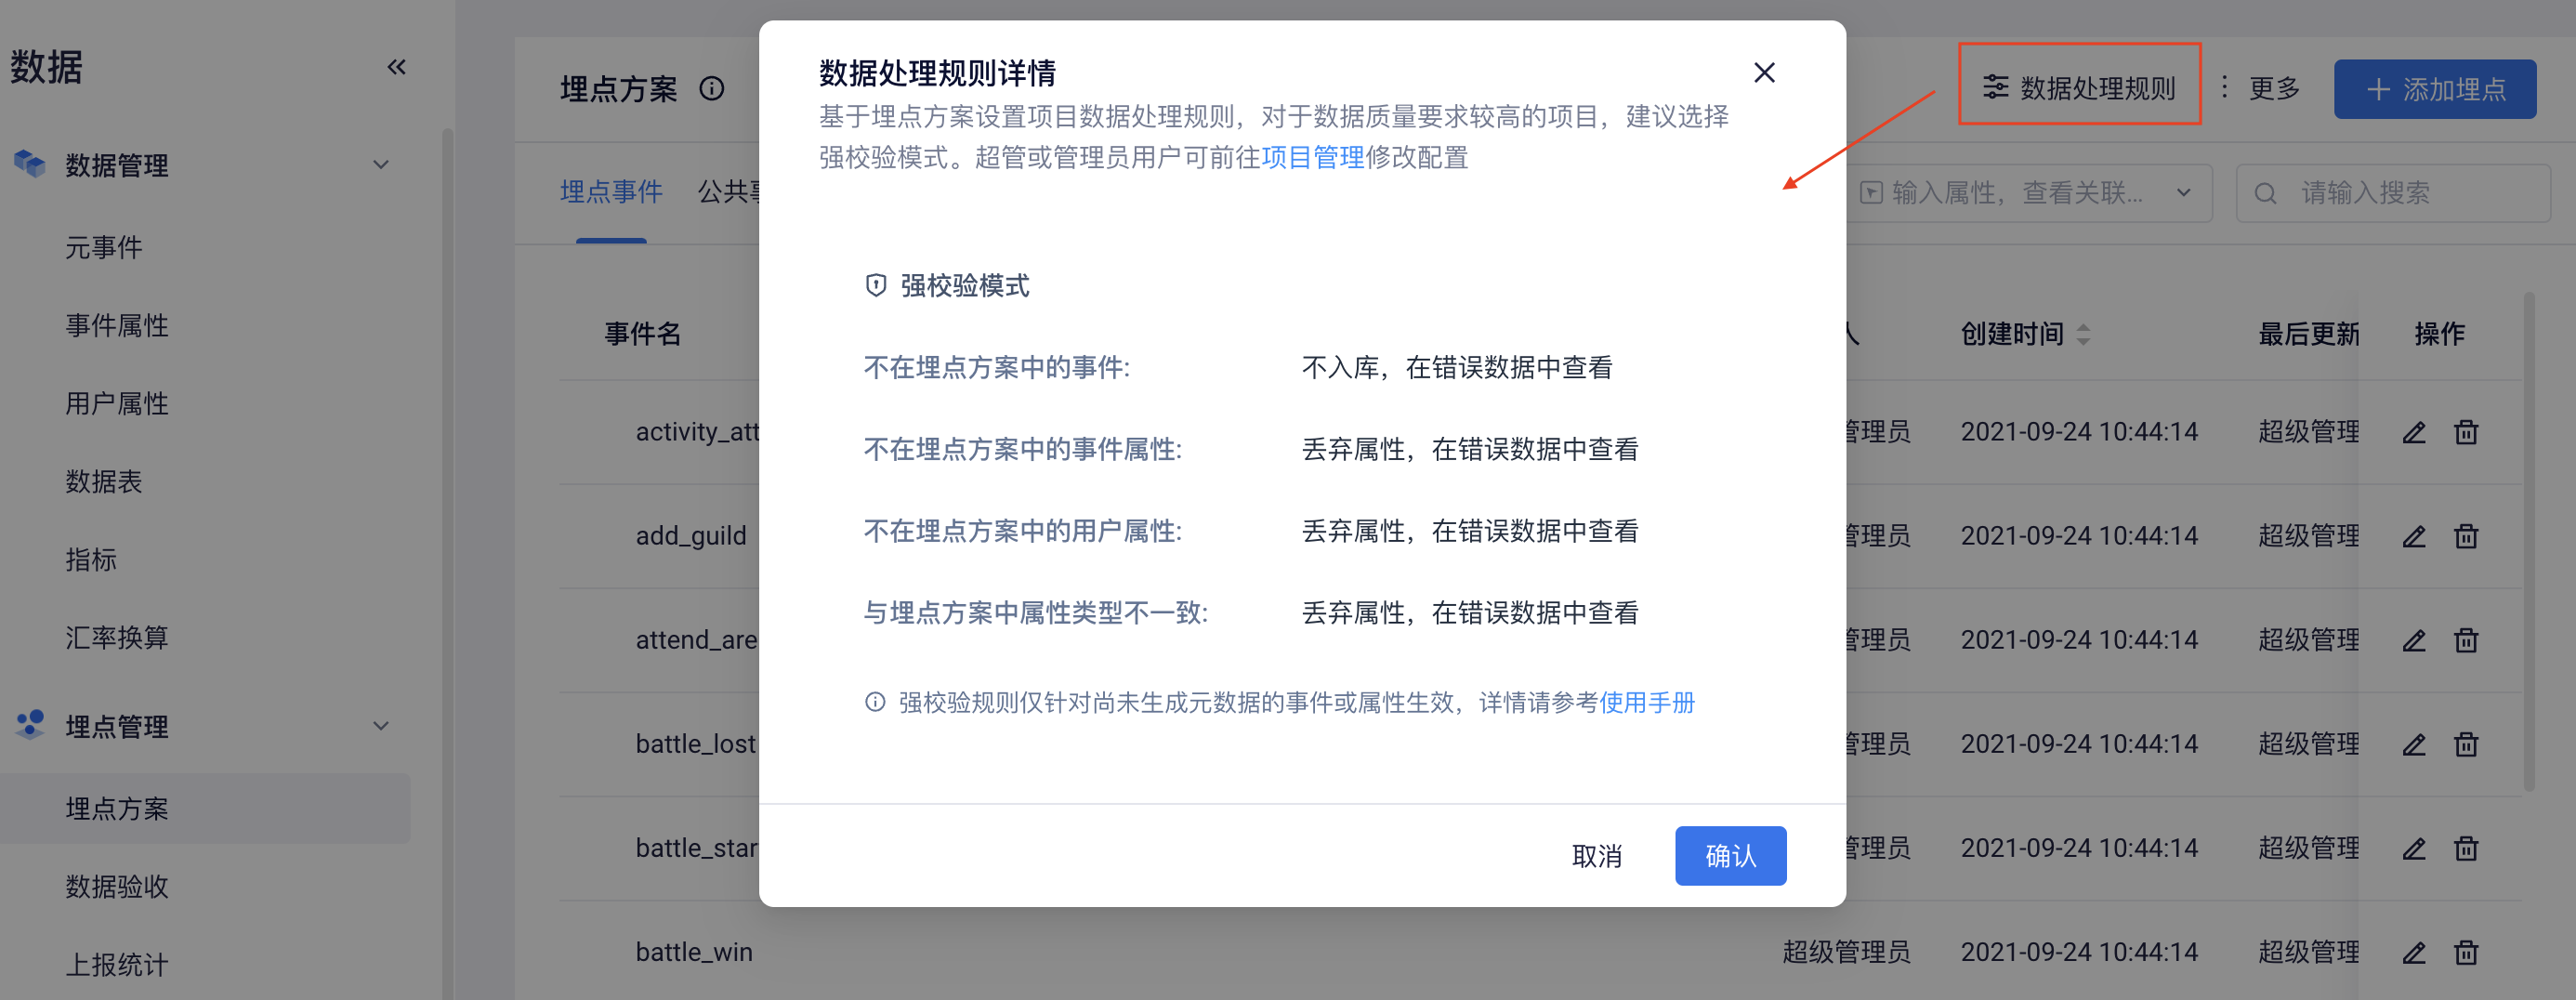 数据
数据管理
元事件
事件属性
用户属性
数据表
指标
汇率换算
埋点管理
埋点方案
数据验收
上报统计
埋点方案
数据处理规则
更多
添加埋点
埋点事件
公共事
输入属性，查看关联...
请输入搜索
事件名
人
创建时间
最后更新
操作
activity_att
管理员
2021-09-24 10:44:14
超级管理
add_guild
管理员
2021-09-24 10:44:14
超级管理
attend_are
管理员
2021-09-24 10:44:14
超级管理
battle_lost
管理员
2021-09-24 10:44:14
超级管理
battle_star
管理员
2021-09-24 10:44:14
超级管理
battle_win
超级管理员
2021-09-24 10:44:14
超级管理
数据处理规则详情
基于埋点方案设置项目数据处理规则，对于数据质量要求较高的项目，建议选择
强校验模式。超管或管理员用户可前往项目管理修改配置
强校验模式
不在埋点方案中的事件: 不入库，在错误数据中查看
不在埋点方案中的事件属性: 丢弃属性，在错误数据中查看
不在埋点方案中的用户属性: 丢弃属性，在错误数据中查看
与埋点方案中属性类型不一致: 丢弃属性，在错误数据中查看
强校验规则仅针对尚未生成元数据的事件或属性生效，详情请参考使用手册
取消
确认